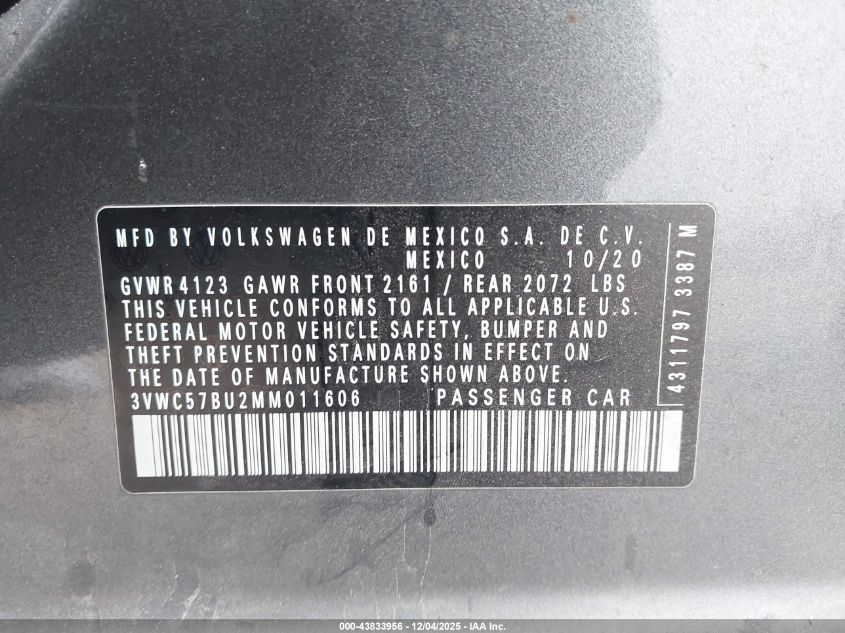 MFD BY VOLKSWAGEN DE MEXICO S.A. DE C.V.
MEXICO 10/20
GVWR 4123 GAWR FRONT 2161 / REAR 2072 LBS
THIS VEHICLE CONFORMS TO ALL APPLICABLE U.S.
FEDERAL MOTOR VEHICLE SAFETY, BUMPER AND
THEFT PREVENTION STANDARDS IN EFFECT ON
THE DATE OF MANUFACTURE SHOWN ABOVE.
3VWC57BU2MM011606 PASSENGER CAR
4311797 3387 M
000-43833956 - 12/04/2025 - IAA Inc.